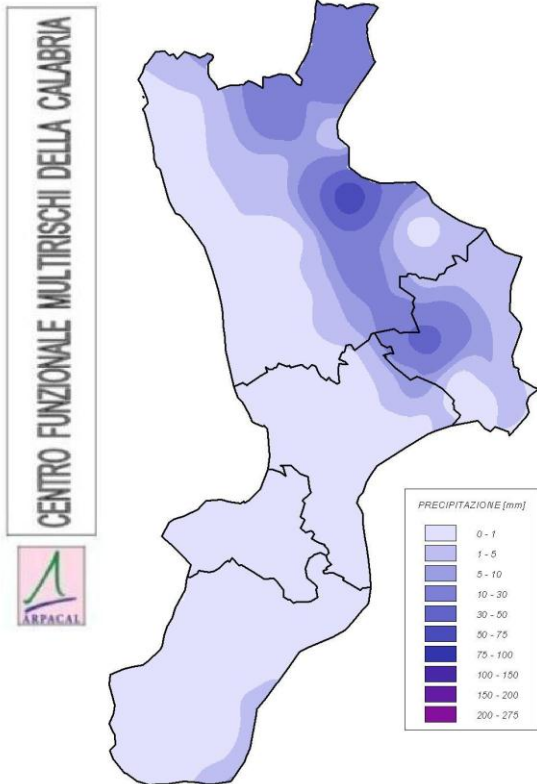 CENTRO FUNZIONALE MULTIRISCHI DELLA CALABRIA
ARPACAL
PRECIPITAZIONE [mm]
0 - 1
1 - 5
5 - 10
10 - 30
30 - 50
50 - 75
75 - 100
100 - 150
150 - 200
200 - 275